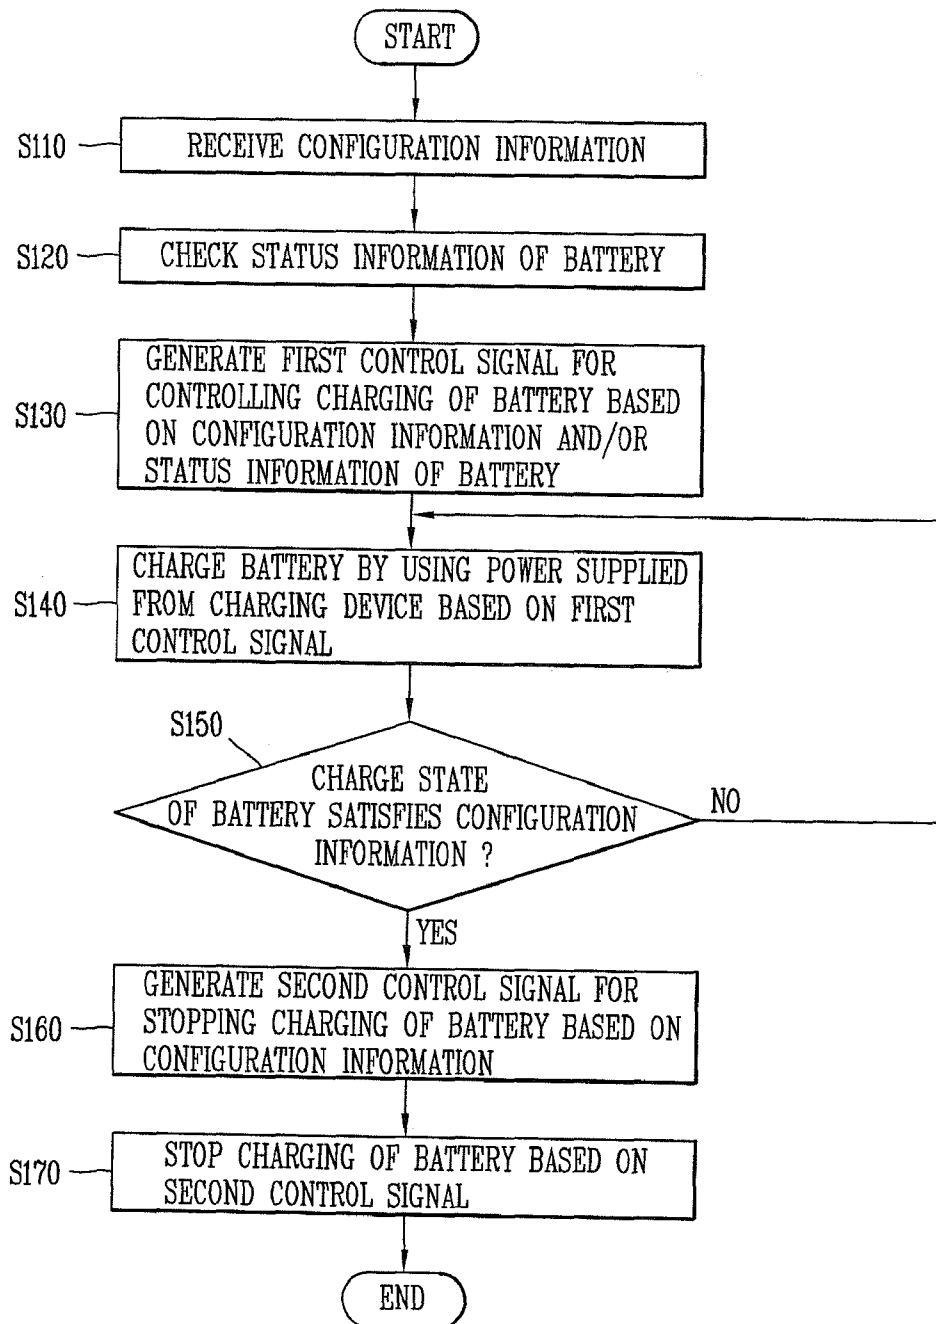 START
S110
RECEIVE CONFIGURATION INFORMATION
S120
CHECK STATUS INFORMATION OF BATTERY
S130
GENERATE FIRST CONTROL SIGNAL FOR
CONTROLLING CHARGING OF BATTERY BASED
ON CONFIGURATION INFORMATION AND/OR
STATUS INFORMATION OF BATTERY
S140
CHARGE BATTERY BY USING POWER SUPPLIED
FROM CHARGING DEVICE BASED ON FIRST
CONTROL SIGNAL
S150
CHARGE STATE
OF BATTERY SATISFIES CONFIGURATION
INFORMATION ?
NO
YES
S160
GENERATE SECOND CONTROL SIGNAL FOR
STOPPING CHARGING OF BATTERY BASED ON
CONFIGURATION INFORMATION
S170
STOP CHARGING OF BATTERY BASED ON
SECOND CONTROL SIGNAL
END